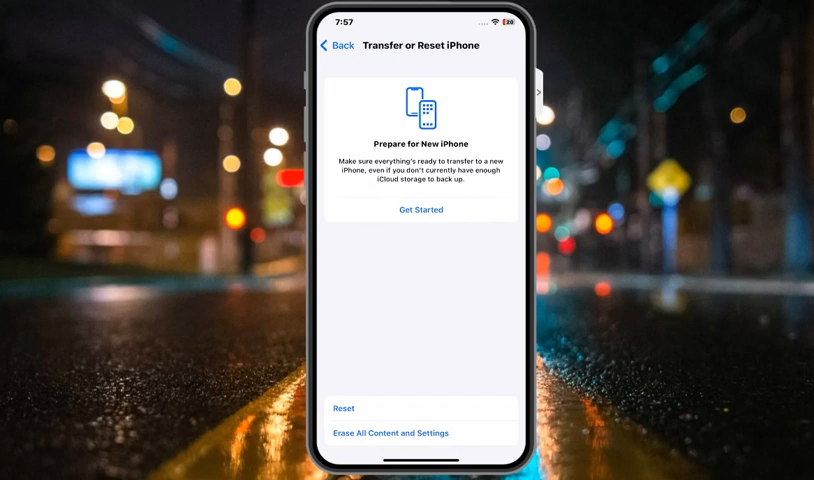 7:57
20
Back Transfer or Reset iPhone
Prepare for New iPhone
Make sure everything's ready to transfer to a new
iPhone, even if you don't currently have enough
iCloud storage to back up.
Get Started
Reset
Erase All Content and Settings